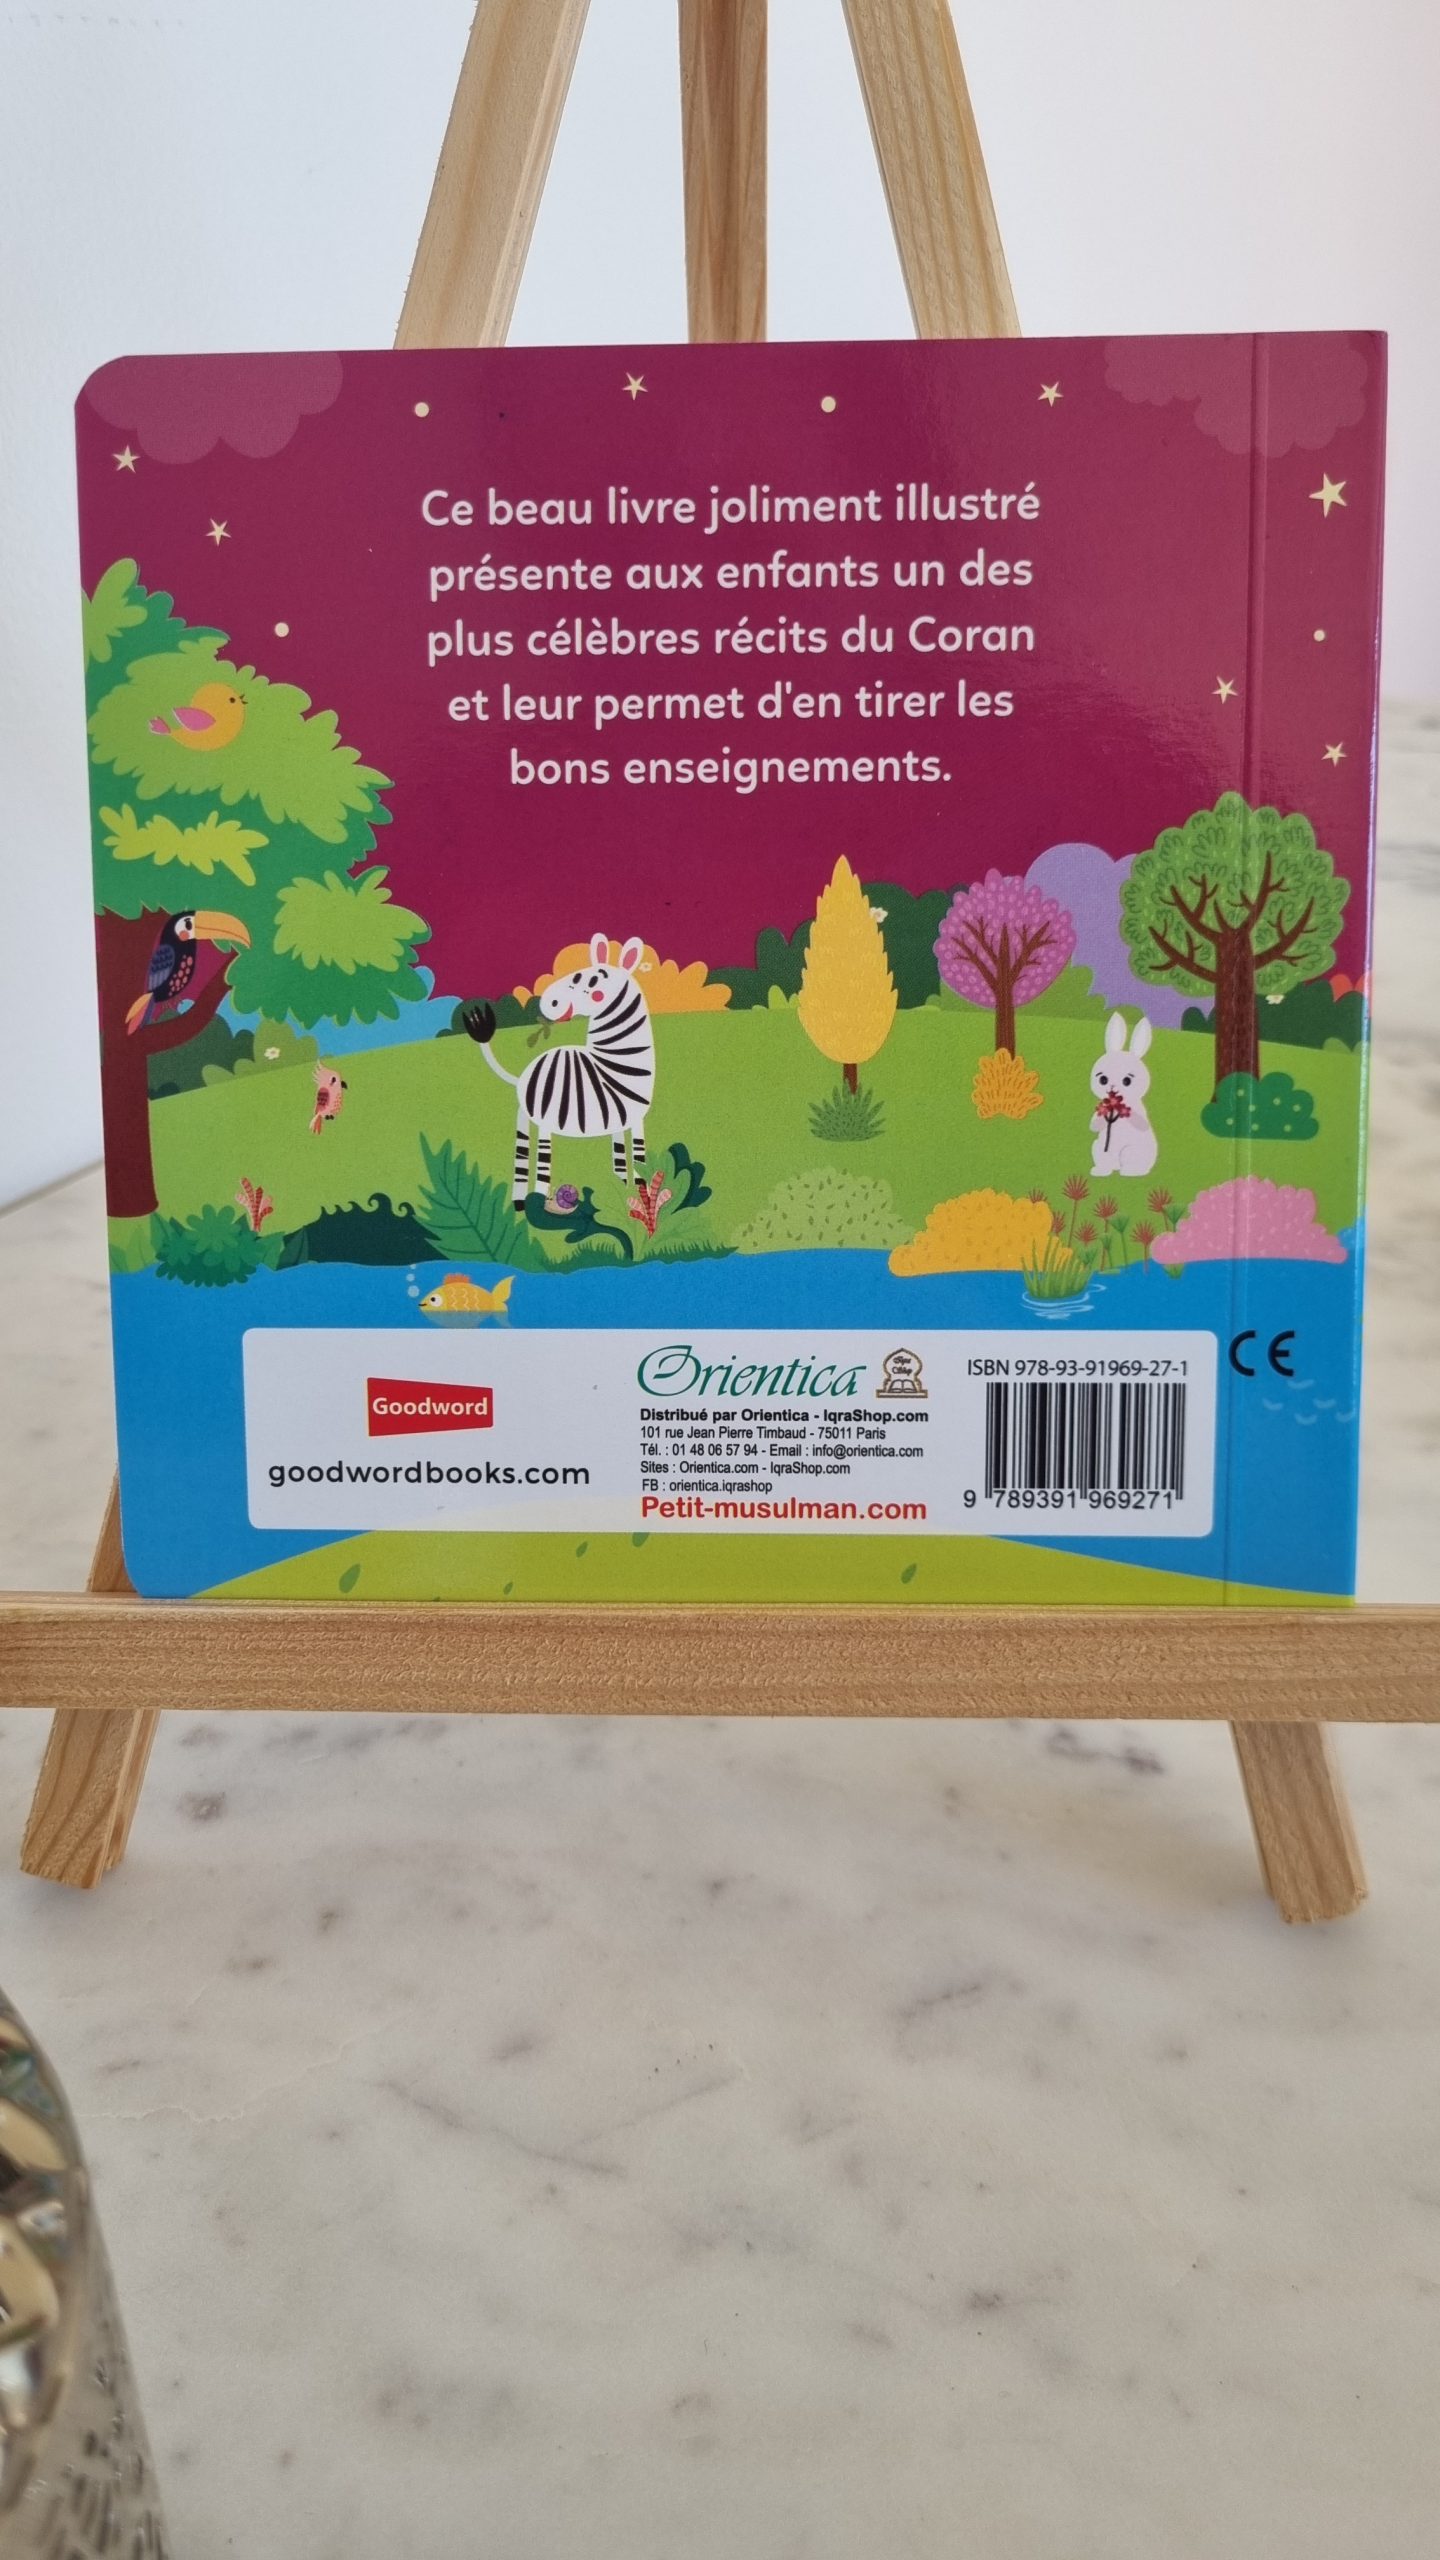 Ce beau livre joliment illustré
présente aux enfants un des
plus célèbres récits du Coran
et leur permet d'en tirer les
bons enseignements.
Goodword
goodwordbooks.com
Orientica
Iqra
Shop
Distribué par Orientica - IqraShop.com
101 rue Jean Pierre Timbaud - 75011 Paris
Tél. : 01 48 06 57 94 - Email : info@orientica.com
Sites : Orientica.com - IqraShop.com
FB : orientica.iqrashop
Petit-musulman.com
ISBN 978-93-91969-27-1
9 789391 969271
CE